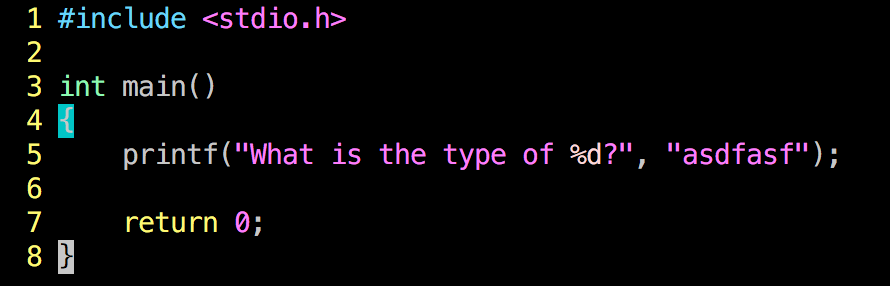 1 #include <stdio.h>
2
3 int main()
4 {
5     printf("What is the type of %d?", "asdfasf");
6
7     return 0;
8 }